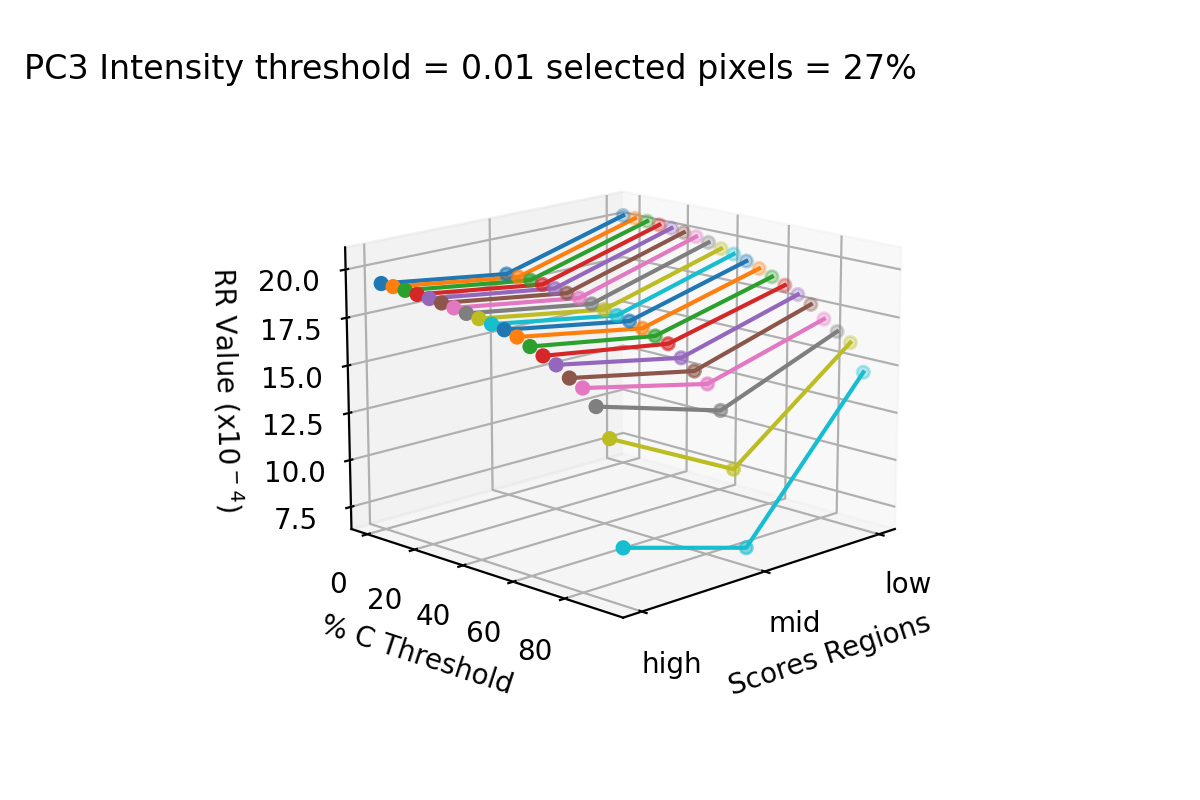 PC3 Intensity threshold = 0.01 selected pixels = 27%
RR Value (x10⁻⁴)
20.0
17.5
15.0
12.5
10.0
7.5
0
20
40
60
80
% C Threshold
high
mid
low
Scores Regions